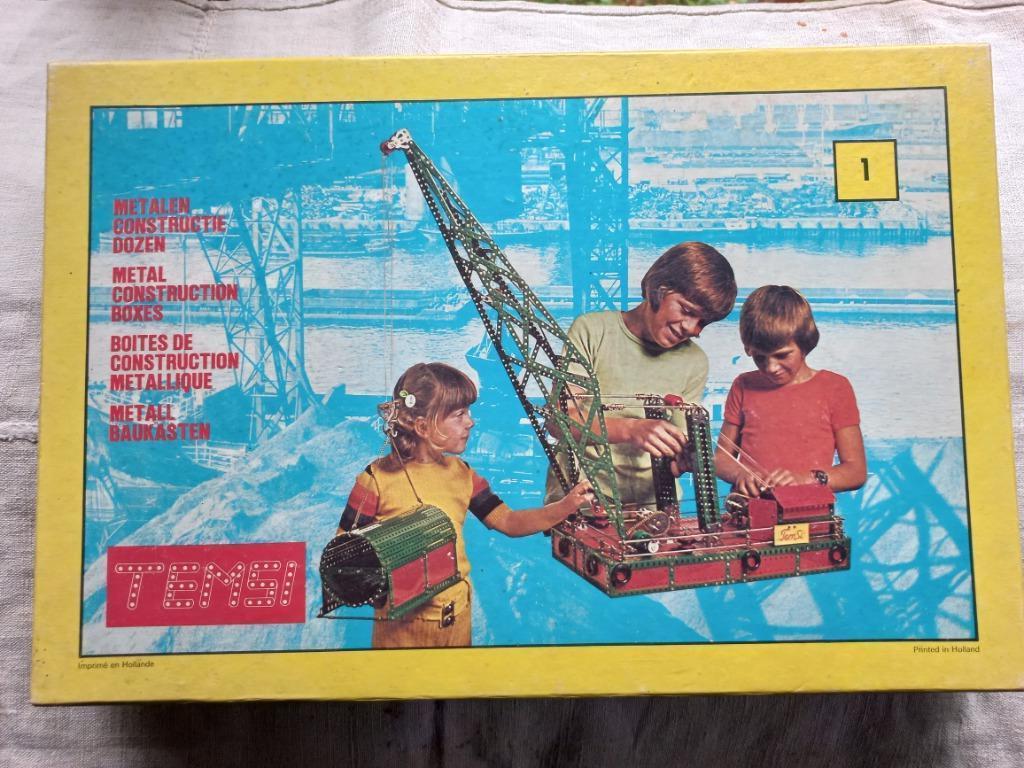 1
METALEN
CONSTRUCTIE
DOZEN
METAL
CONSTRUCTION
BOXES
BOITES DE
CONSTRUCTION
METALLIQUE
METALL
BAUKASTEN
TemSi
TEMSI
Imprimé en Hollande
Printed in Holland